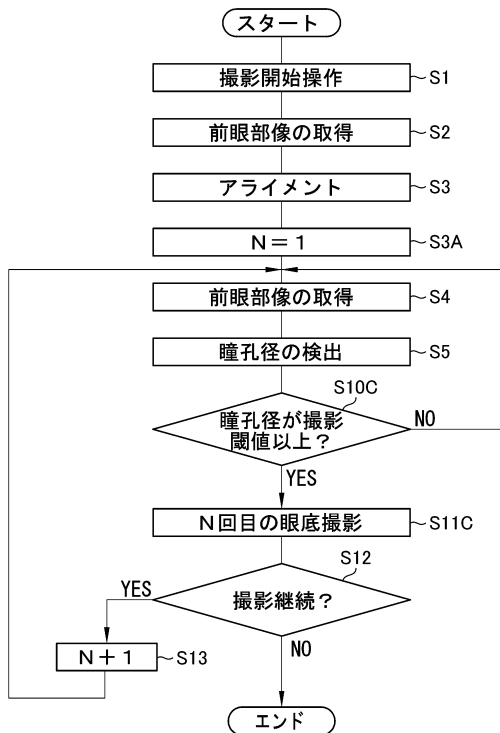 スタート
撮影開始操作 S1
前眼部像の取得 S2
アライメント S3
N=1 S3A
前眼部像の取得 S4
瞳孔径の検出 S5
S10C
瞳孔径が撮影
閾値以上？ NO
YES
N回目の眼底撮影 S11C
S12
YES 撮影継続？
NO
N+1 S13
エンド